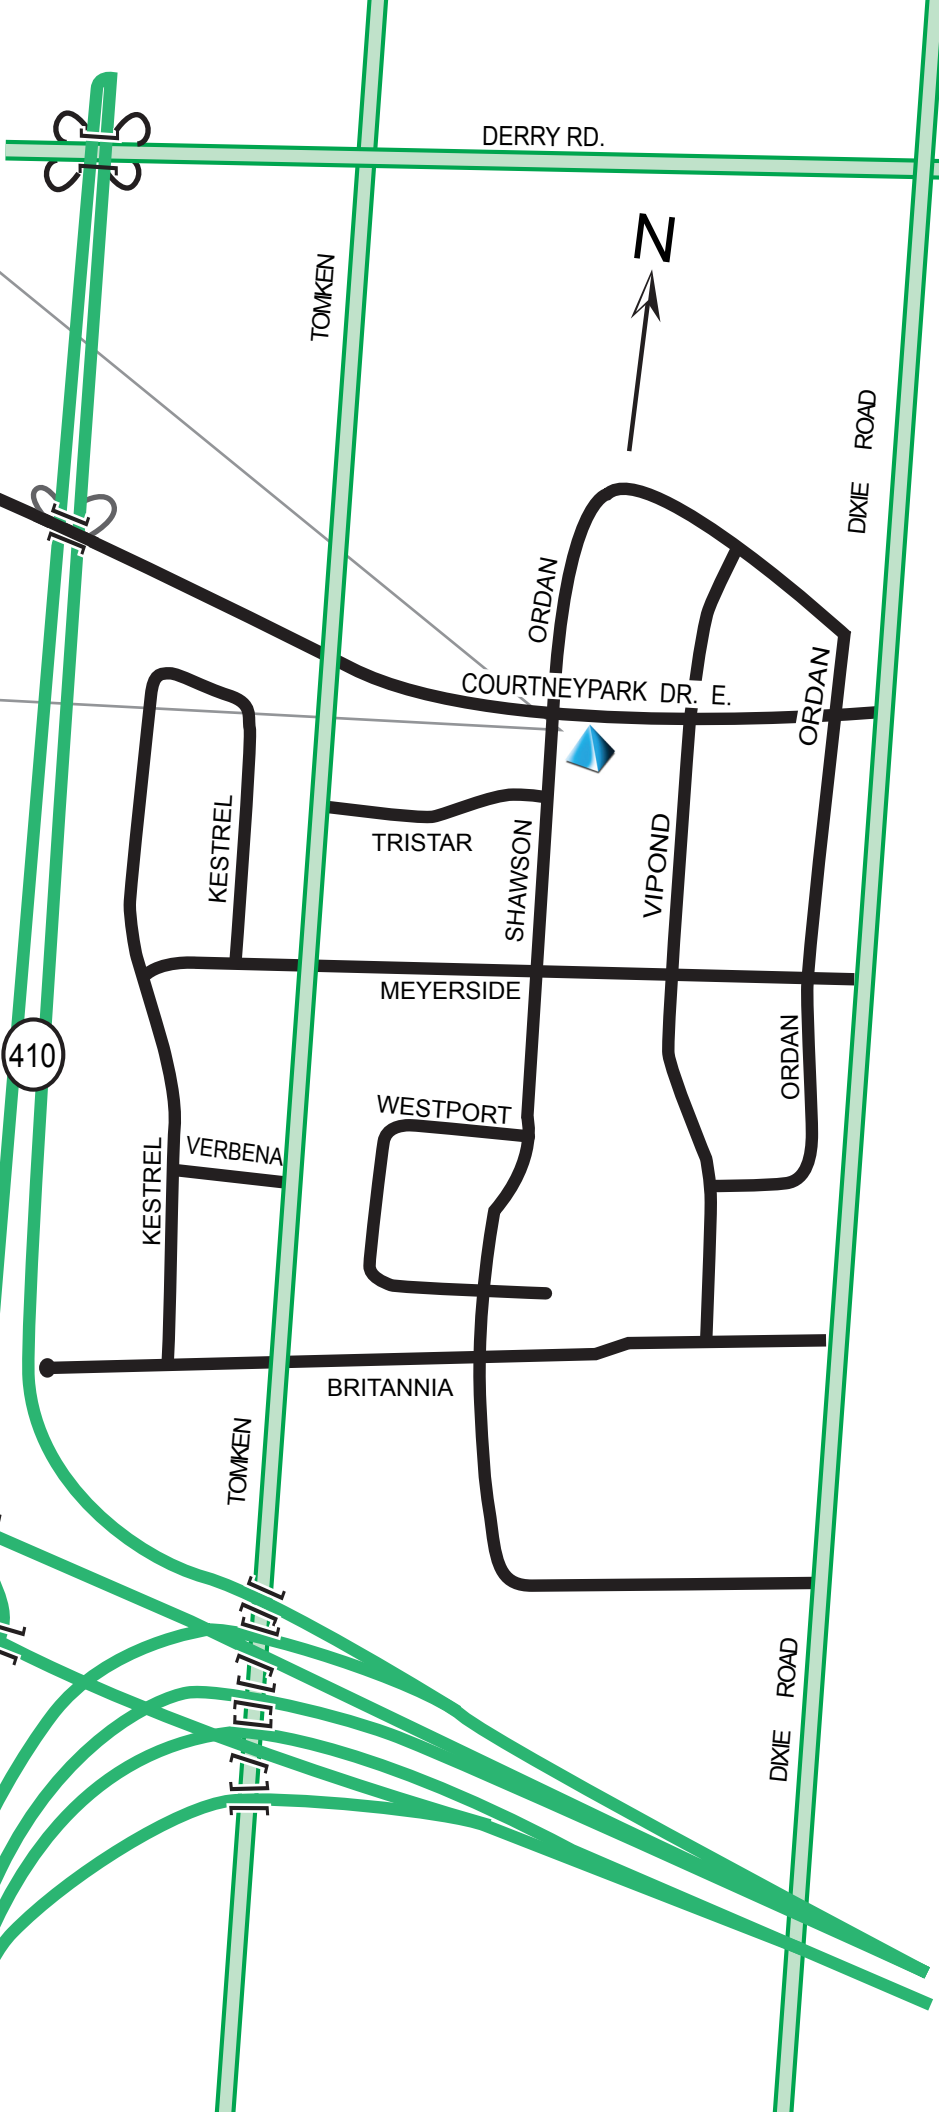 DERRY RD.
N
TOMKEN
DIXIE ROAD
ORDAN
COURTNEYPARK DR. E.
ORDAN
KESTREL
TRISTAR
SHAWSON
VIPOND
MEYERSIDE
410
ORDAN
WESTPORT
VERBENA
KESTREL
BRITANNIA
TOMKEN
DIXIE ROAD